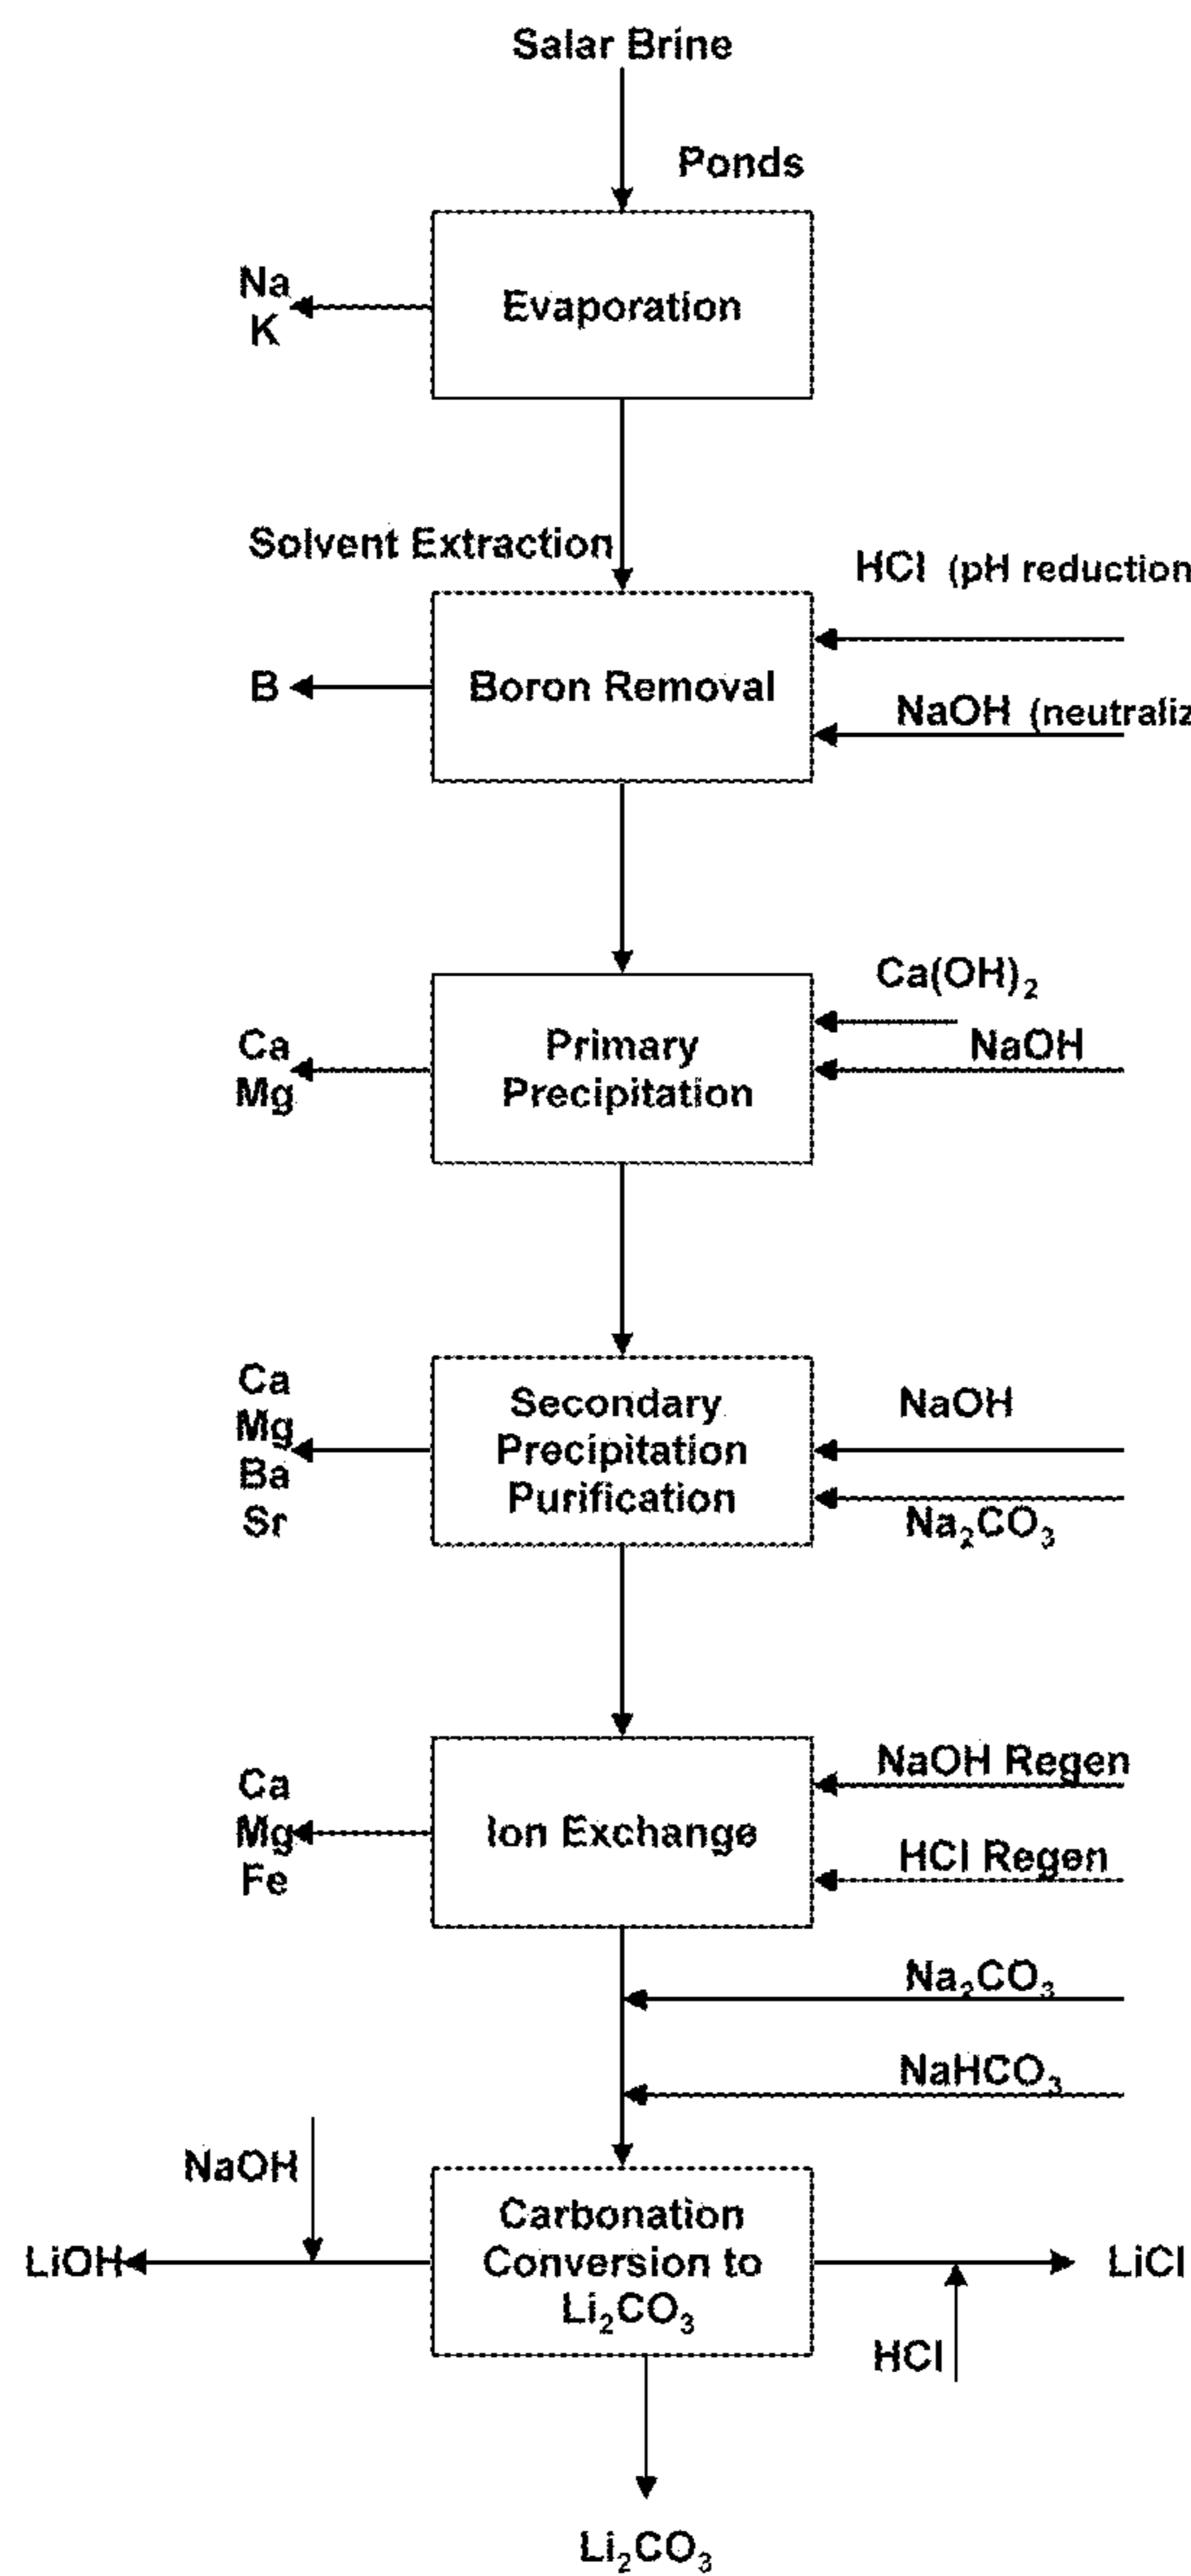 Salar Brine
Ponds
Na
K
Evaporation
Solvent Extraction
HCl (pH reduction
B
Boron Removal
NaOH (neutraliz
Ca(OH)₂
NaOH
Ca
Mg
Primary
Precipitation
Ca
Mg
Ba
Sr
Secondary
Precipitation
Purification
NaOH
Na₂CO₃
Ca
Mg
Fe
Ion Exchange
NaOH Regen
HCl Regen
Na₂CO₃
NaHCO₃
NaOH
LiOH
Carbonation
Conversion to
Li₂CO₃
LiCl
HCl
Li₂CO₃